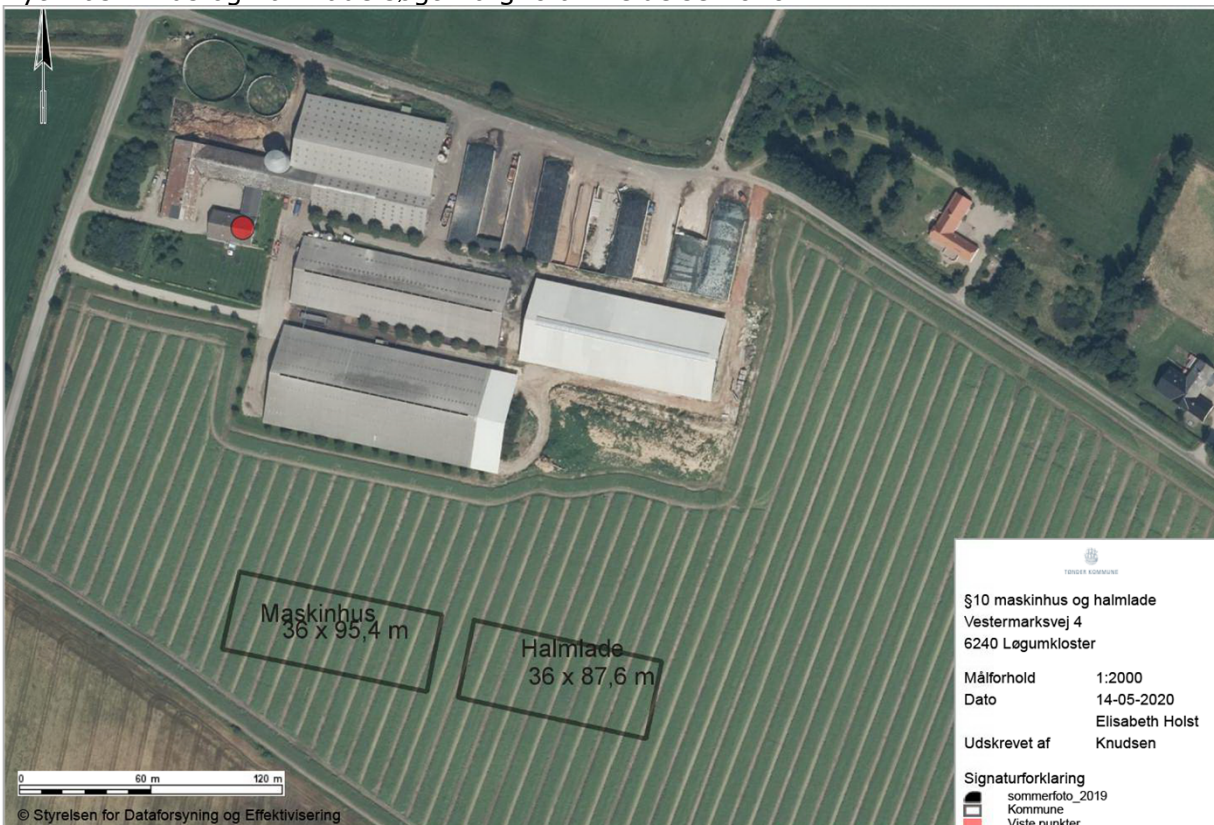 Maskinhus
36 x 95,4 m
Halmlade
36 x 87,6 m
0 60 m 120 m
© Styrelsen for Dataforsyning og Effektivisering
TØNDER KOMMUNE
§10 maskinhus og halmlade
Vestermarksvej 4
6240 Løgumkloster
Målforhold 1:2000
Dato 14-05-2020
Elisabeth Holst
Udskrevet af Knudsen
Signaturforklaring
sommerfoto_2019
Kommune
Viste punkter